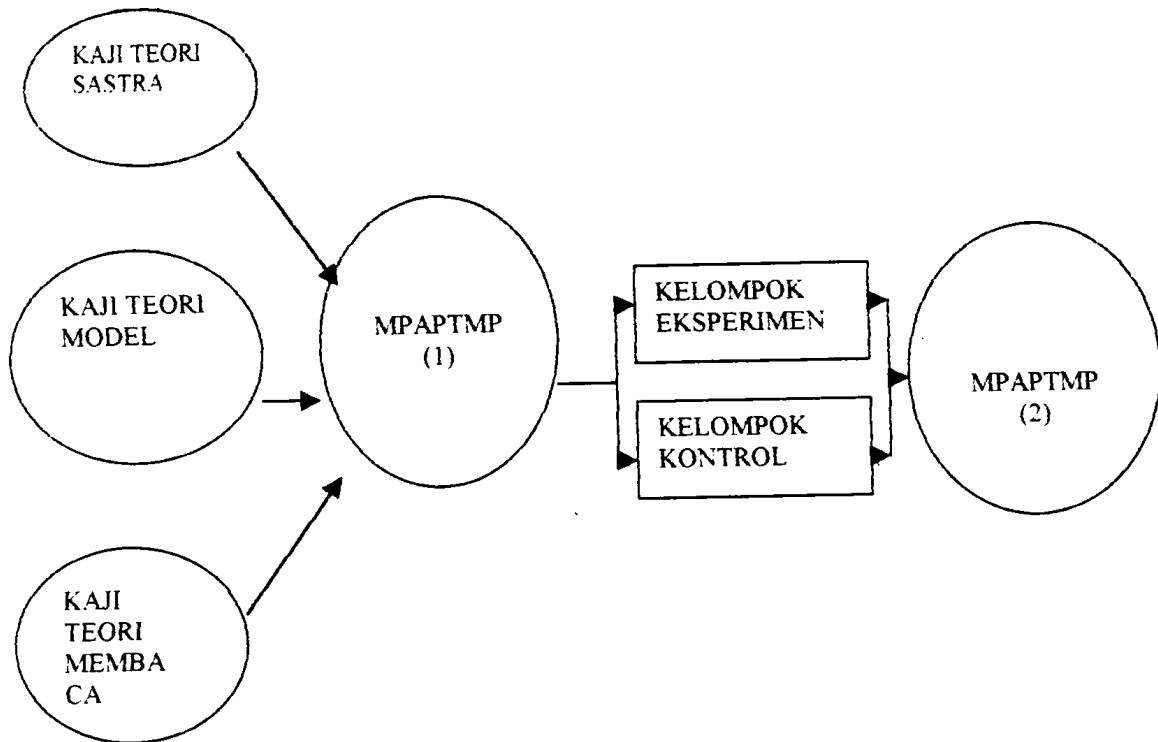 KAJI TEORI
SASTRA
KAJI TEORI
MODEL
KAJI
TEORI
MEMBA
CA
MPAPTMP
(1)
KELOMPOK
EKSPERIMEN
KELOMPOK
KONTROL
MPAPTMP
(2)